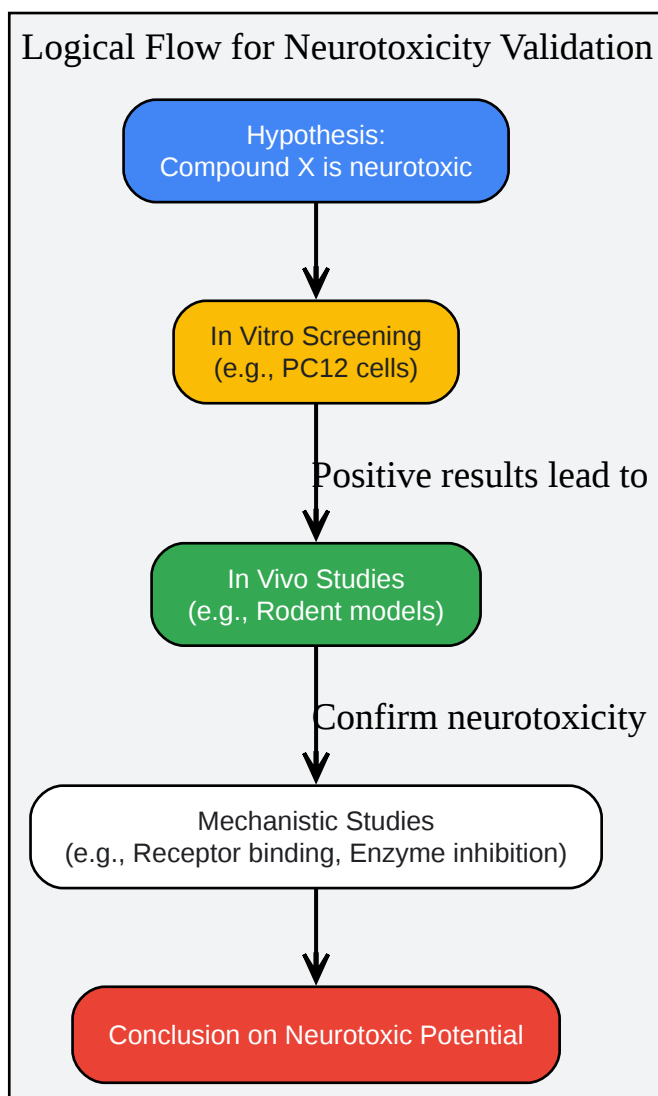 Logical Flow for Neurotoxicity Validation
Hypothesis:
Compound X is neurotoxic
In Vitro Screening
(e.g., PC12 cells)
Positive results lead to
In Vivo Studies
(e.g., Rodent models)
Confirm neurotoxicity
Mechanistic Studies
(e.g., Receptor binding, Enzyme inhibition)
Conclusion on Neurotoxic Potential